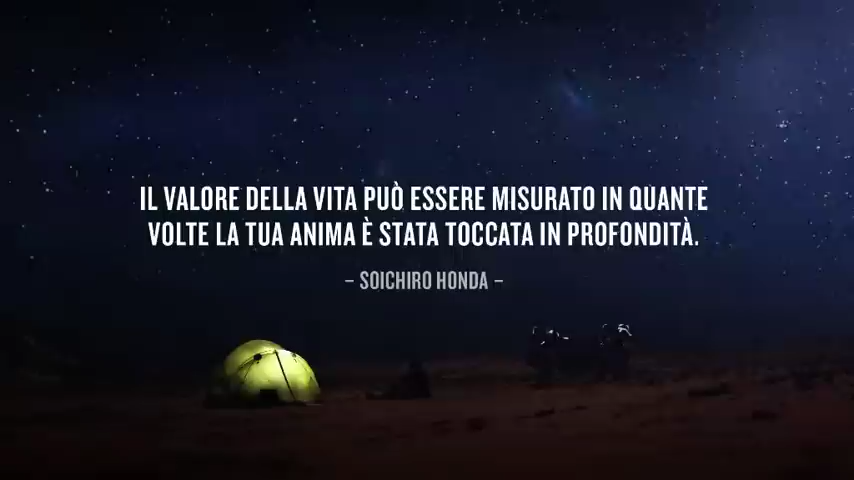 IL VALORE DELLA VITA PUÒ ESSERE MISURATO IN QUANTE
VOLTE LA TUA ANIMA È STATA TOCCATA IN PROFONDITÀ.
– SOICHIRO HONDA –